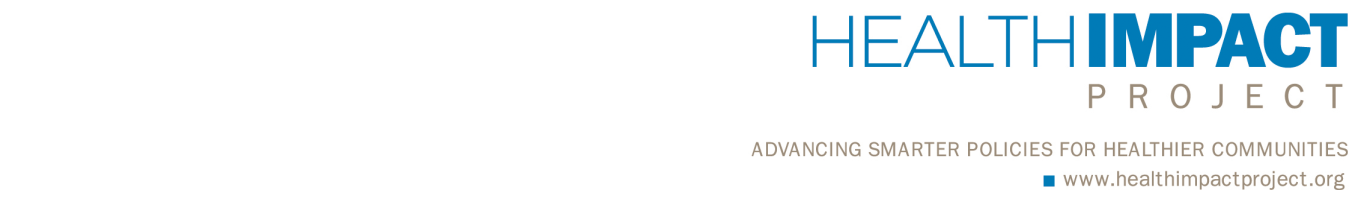 HEALTHIMPACT
PROJECT
ADVANCING SMARTER POLICIES FOR HEALTHIER COMMUNITIES
www.healthimpactproject.org